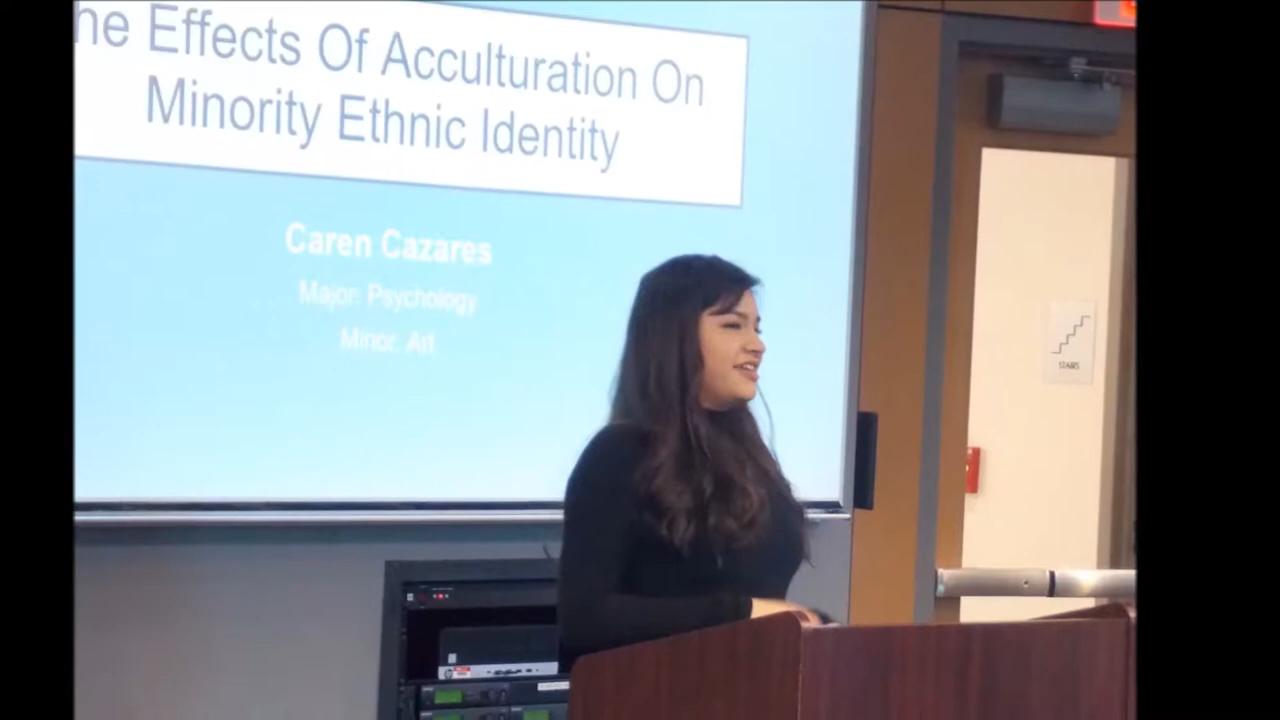 he Effects Of Acculturation On
Minority Ethnic Identity
Caren Cazares
Major: Psychology
Minor: Art
STAIRS